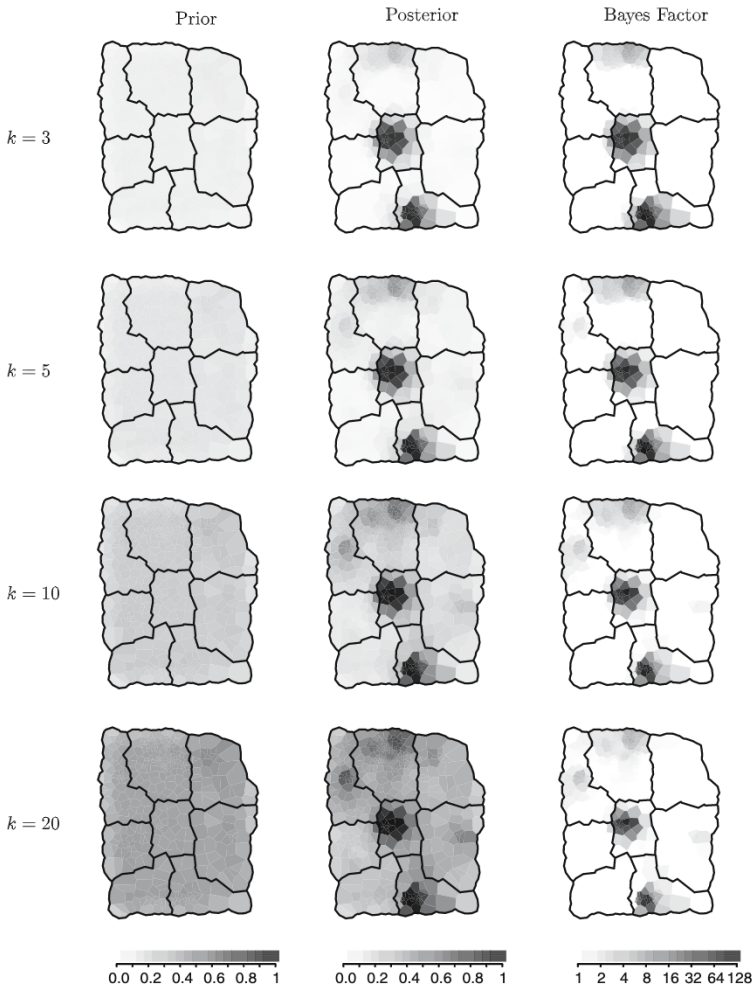 Prior Posterior Bayes Factor
k = 3
k = 5
k = 10
k = 20
0.0 0.2 0.4 0.6 0.8 1 0.0 0.2 0.4 0.6 0.8 1 1 2 4 8 16 32 64 128